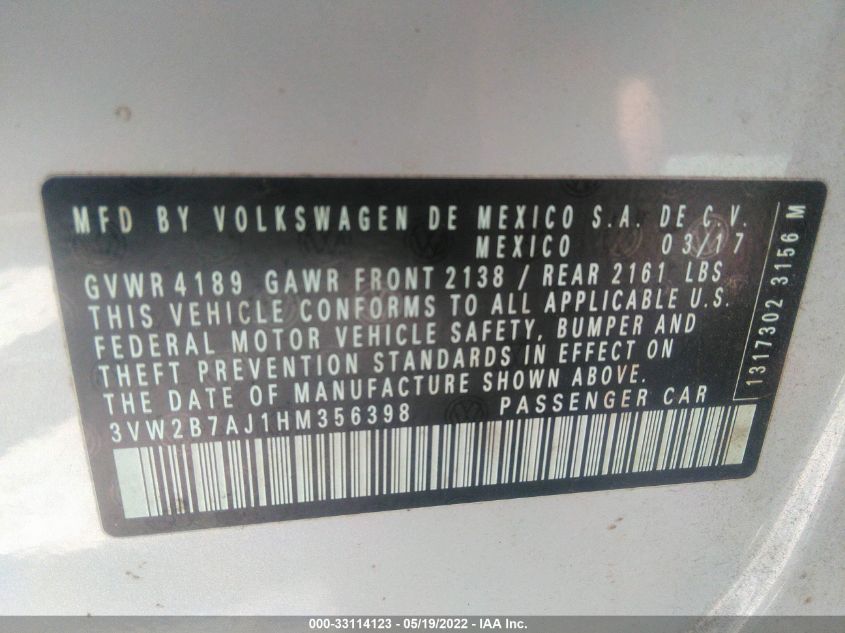 MFD BY VOLKSWAGEN DE MEXICO S.A. DE C.V.
MEXICO 03/17
GVWR 4189 GAWR FRONT 2138 / REAR 2161 LBS
THIS VEHICLE CONFORMS TO ALL APPLICABLE U.S.
FEDERAL MOTOR VEHICLE SAFETY, BUMPER AND
THEFT PREVENTION STANDARDS IN EFFECT ON
THE DATE OF MANUFACTURE SHOWN ABOVE.
3VW2B7AJ1HM356398 PASSENGER CAR
1317302 3156 M
000-33114123 - 05/19/2022 - IAA Inc.